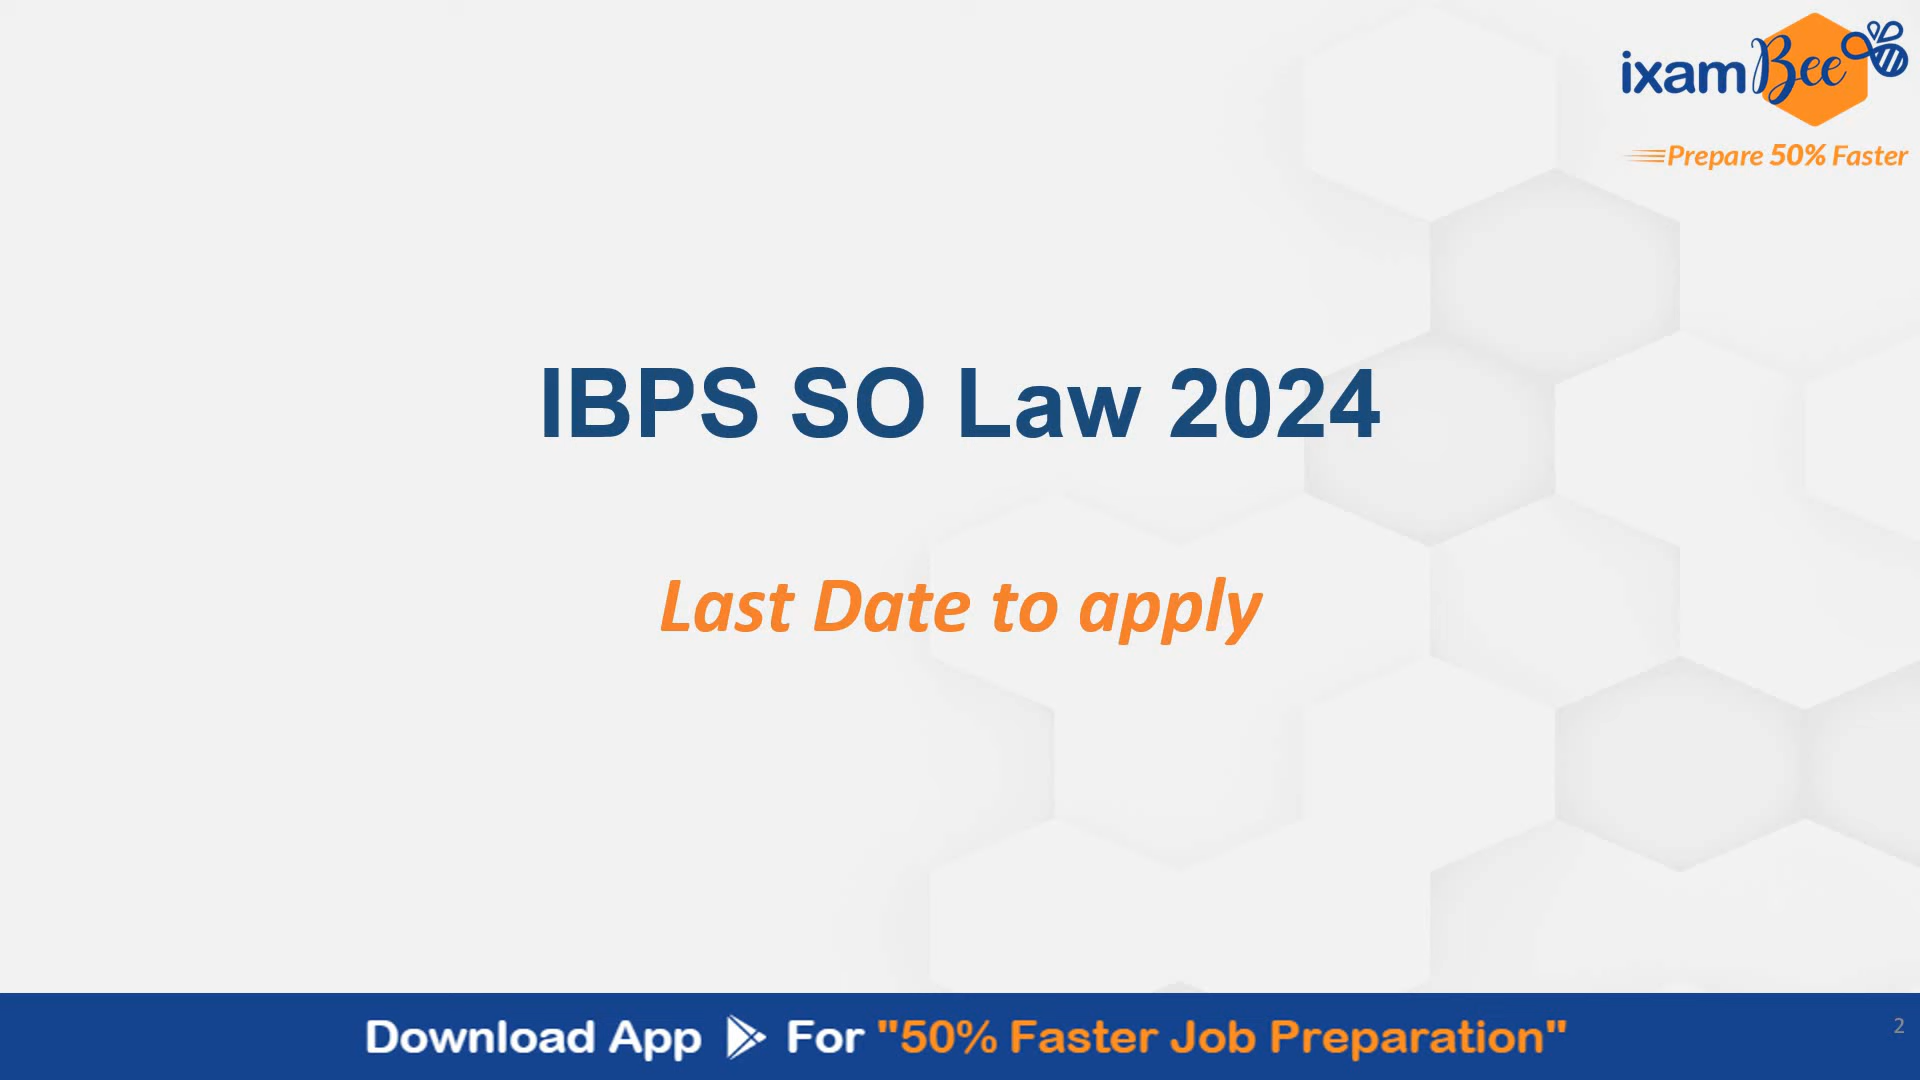 ixamBee
Prepare 50% Faster
IBPS SO Law 2024
Last Date to apply
Download App For "50% Faster Job Preparation"
2